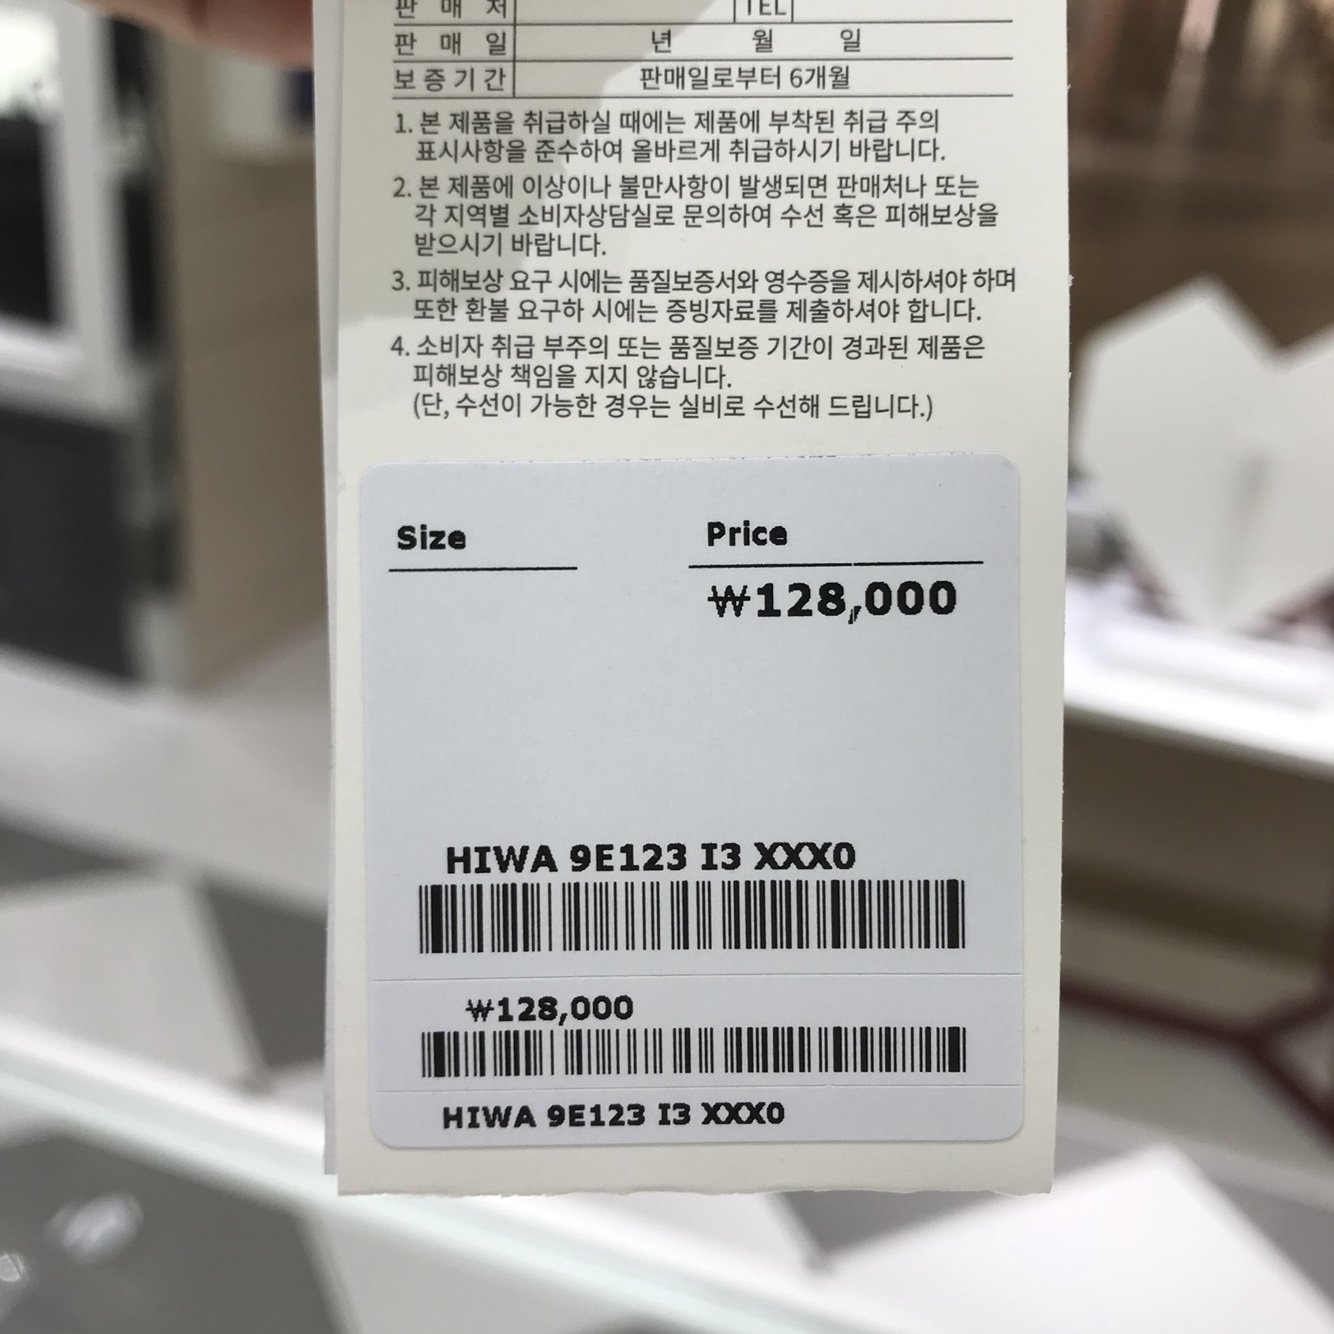 판 매 처 TEL
판 매 일 년 월 일
보증기간 판매일로부터 6개월
1. 본 제품을 취급하실 때에는 제품에 부착된 취급 주의
표시사항을 준수하여 올바르게 취급하시기 바랍니다.
2. 본 제품에 이상이나 불만사항이 발생되면 판매처나 또는
각 지역별 소비자상담실로 문의하여 수선 혹은 피해보상을
받으시기 바랍니다.
3. 피해보상 요구 시에는 품질보증서와 영수증을 제시하셔야 하며
또한 환불 요구하 시에는 증빙자료를 제출하셔야 합니다.
4. 소비자 취급 부주의 또는 품질보증 기간이 경과된 제품은
피해보상 책임을 지지 않습니다.
(단, 수선이 가능한 경우는 실비로 수선해 드립니다.)
Size Price
₩128,000
HIWA 9E123 I3 XXX0
₩128,000
HIWA 9E123 I3 XXX0